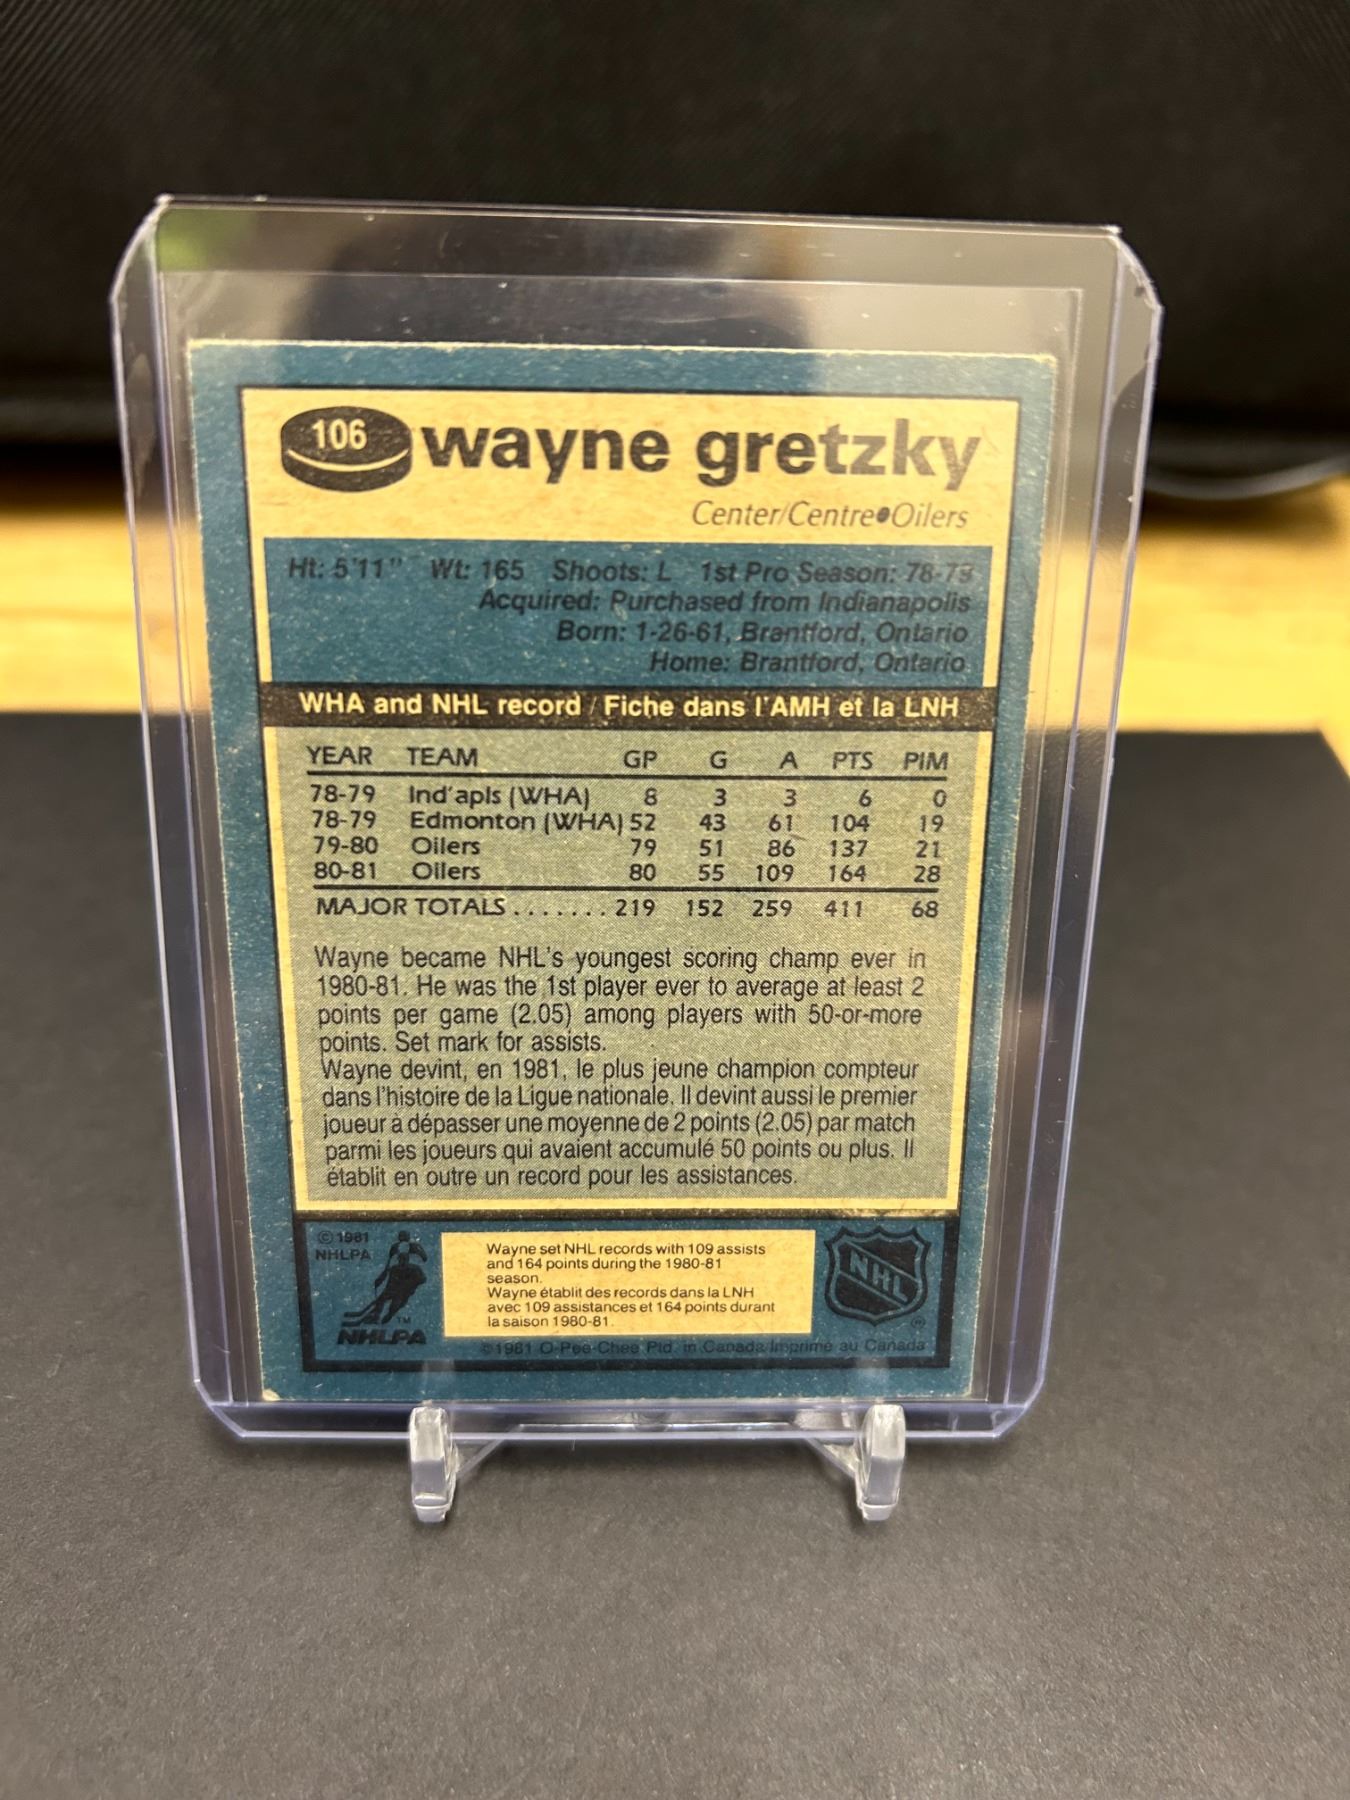 106 wayne gretzky
Center/Centre•Oilers
Ht: 5'11" Wt: 165 Shoots: L 1st Pro Season: 78-79
Acquired: Purchased from Indianapolis
Born: 1-26-61, Brantford, Ontario
Home: Brantford, Ontario
WHA and NHL record / Fiche dans l'AMH et la LNH
YEAR TEAM GP G A PTS PIM
78-79 Ind'apls (WHA) 8 3 3 6 0
78-79 Edmonton (WHA) 52 43 61 104 19
79-80 Oilers 79 51 86 137 21
80-81 Oilers 80 55 109 164 28
MAJOR TOTALS ....... 219 152 259 411 68
Wayne became NHL's youngest scoring champ ever in
1980-81. He was the 1st player ever to average at least 2
points per game (2.05) among players with 50-or-more
points. Set mark for assists.
Wayne devint, en 1981, le plus jeune champion compteur
dans l'histoire de la Ligue nationale. Il devint aussi le premier
joueur à dépasser une moyenne de 2 points (2.05) par match
parmi les joueurs qui avaient accumulé 50 points ou plus. Il
établit en outre un record pour les assistances.
© 1981
NHLPA
TM
NHLPA
Wayne set NHL records with 109 assists
and 164 points during the 1980-81
season.
Wayne établit des records dans la LNH
avec 109 assistances et 164 points durant
la saison 1980-81.
NHL
®
©1981 O-Pee-Chee Ptd. in Canada/Imprimé au Canada